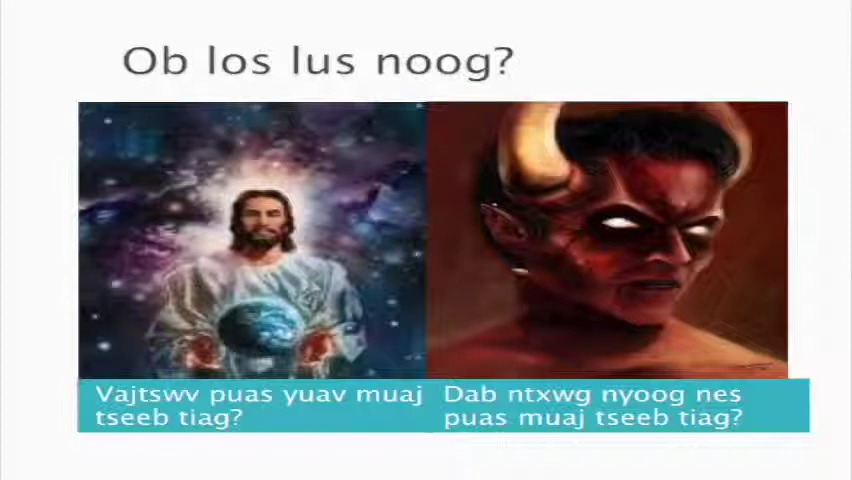 Ob los lus noog?
Vajtswv puas yuav muaj
tseeb tiag?
Dab ntxwg nyoog nes
puas muaj tseeb tiag?